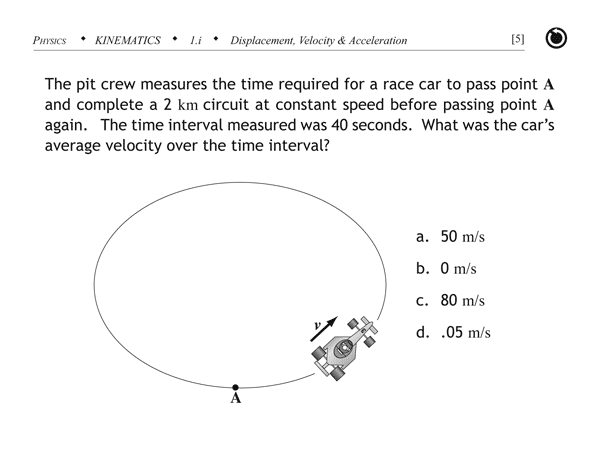 PHYSICS ◆ KINEMATICS ◆ 1.i ◆ Displacement, Velocity & Acceleration [5]
The pit crew measures the time required for a race car to pass point A
and complete a 2 km circuit at constant speed before passing point A
again. The time interval measured was 40 seconds. What was the car’s
average velocity over the time interval?
a. 50 m/s
b. 0 m/s
c. 80 m/s
d. .05 m/s
v
A